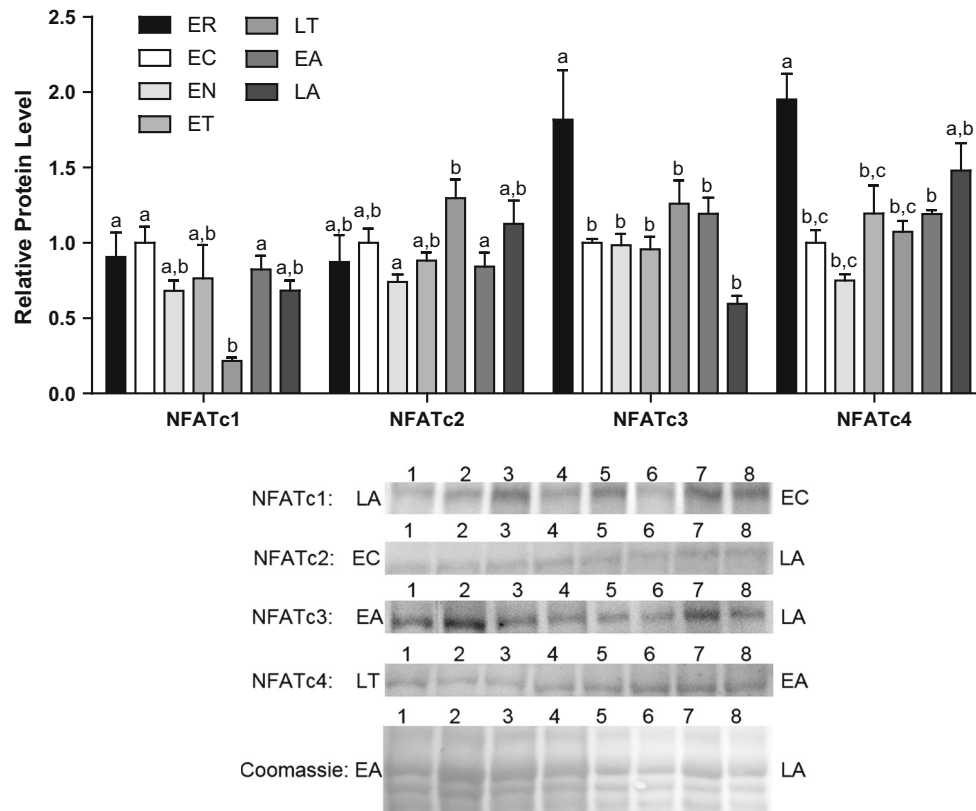 2.5
2.0
1.5
1.0
0.5
0.0
Relative Protein Level
ER LT
EC EA
EN LA
ET
a a a,b a,b b a a,b
a,b a,b a a,b b a a,b
a b b b b b b
a b,c b,c b,c b,c b a,b
NFATc1 NFATc2 NFATc3 NFATc4
1 2 3 4 5 6 7 8
NFATc1: LA EC
1 2 3 4 5 6 7 8
NFATc2: EC LA
1 2 3 4 5 6 7 8
NFATc3: EA LA
1 2 3 4 5 6 7 8
NFATc4: LT EA
1 2 3 4 5 6 7 8
Coomassie: EA LA